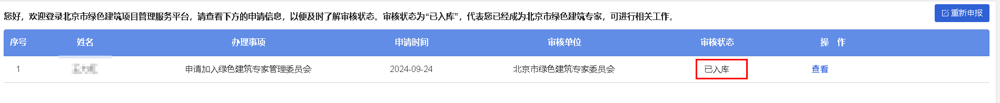 您好，欢迎登录北京市绿色建筑项目管理服务平台，请查看下方的申请信息，以便及时了解审核状态。审核状态为“已入库”，代表您已经成为北京市绿色建筑专家，可进行相关工作。
重新申报
序号 姓名 办理事项 申请时间 审核单位 审核状态 操 作
1 申请加入绿色建筑专家管理委员会 2024-09-24 北京市绿色建筑专家委员会 已入库 查看